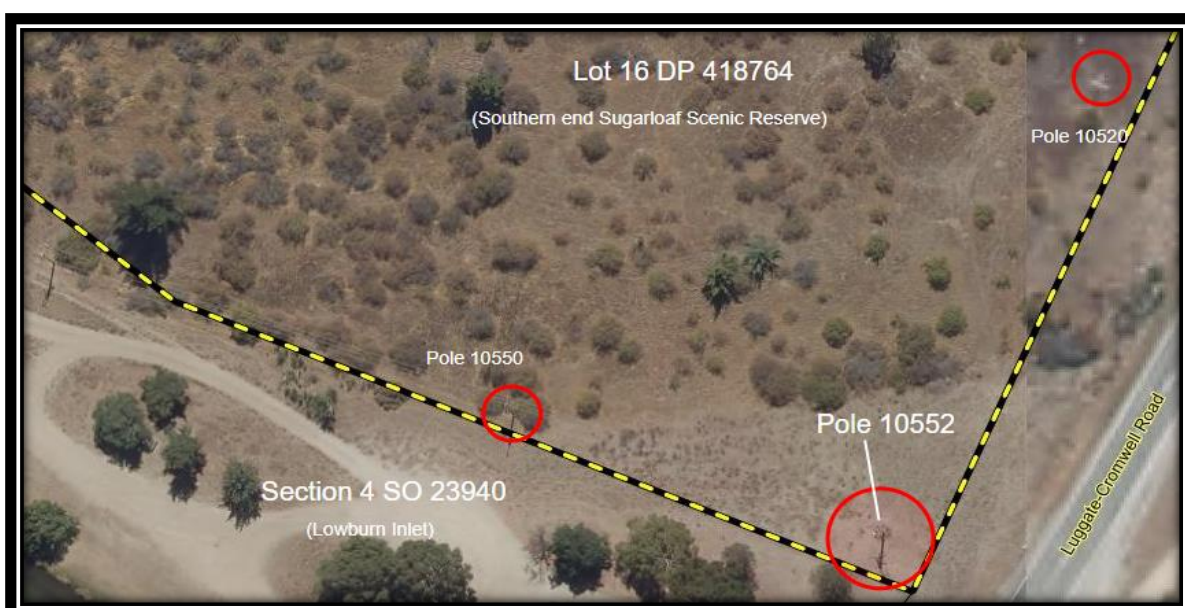 Lot 16 DP 418764
(Southern end Sugarloaf Scenic Reserve)
Pole 10520
Pole 10550
Pole 10552
Section 4 SO 23940
(Lowburn Inlet)
Luggate-Cromwell Road